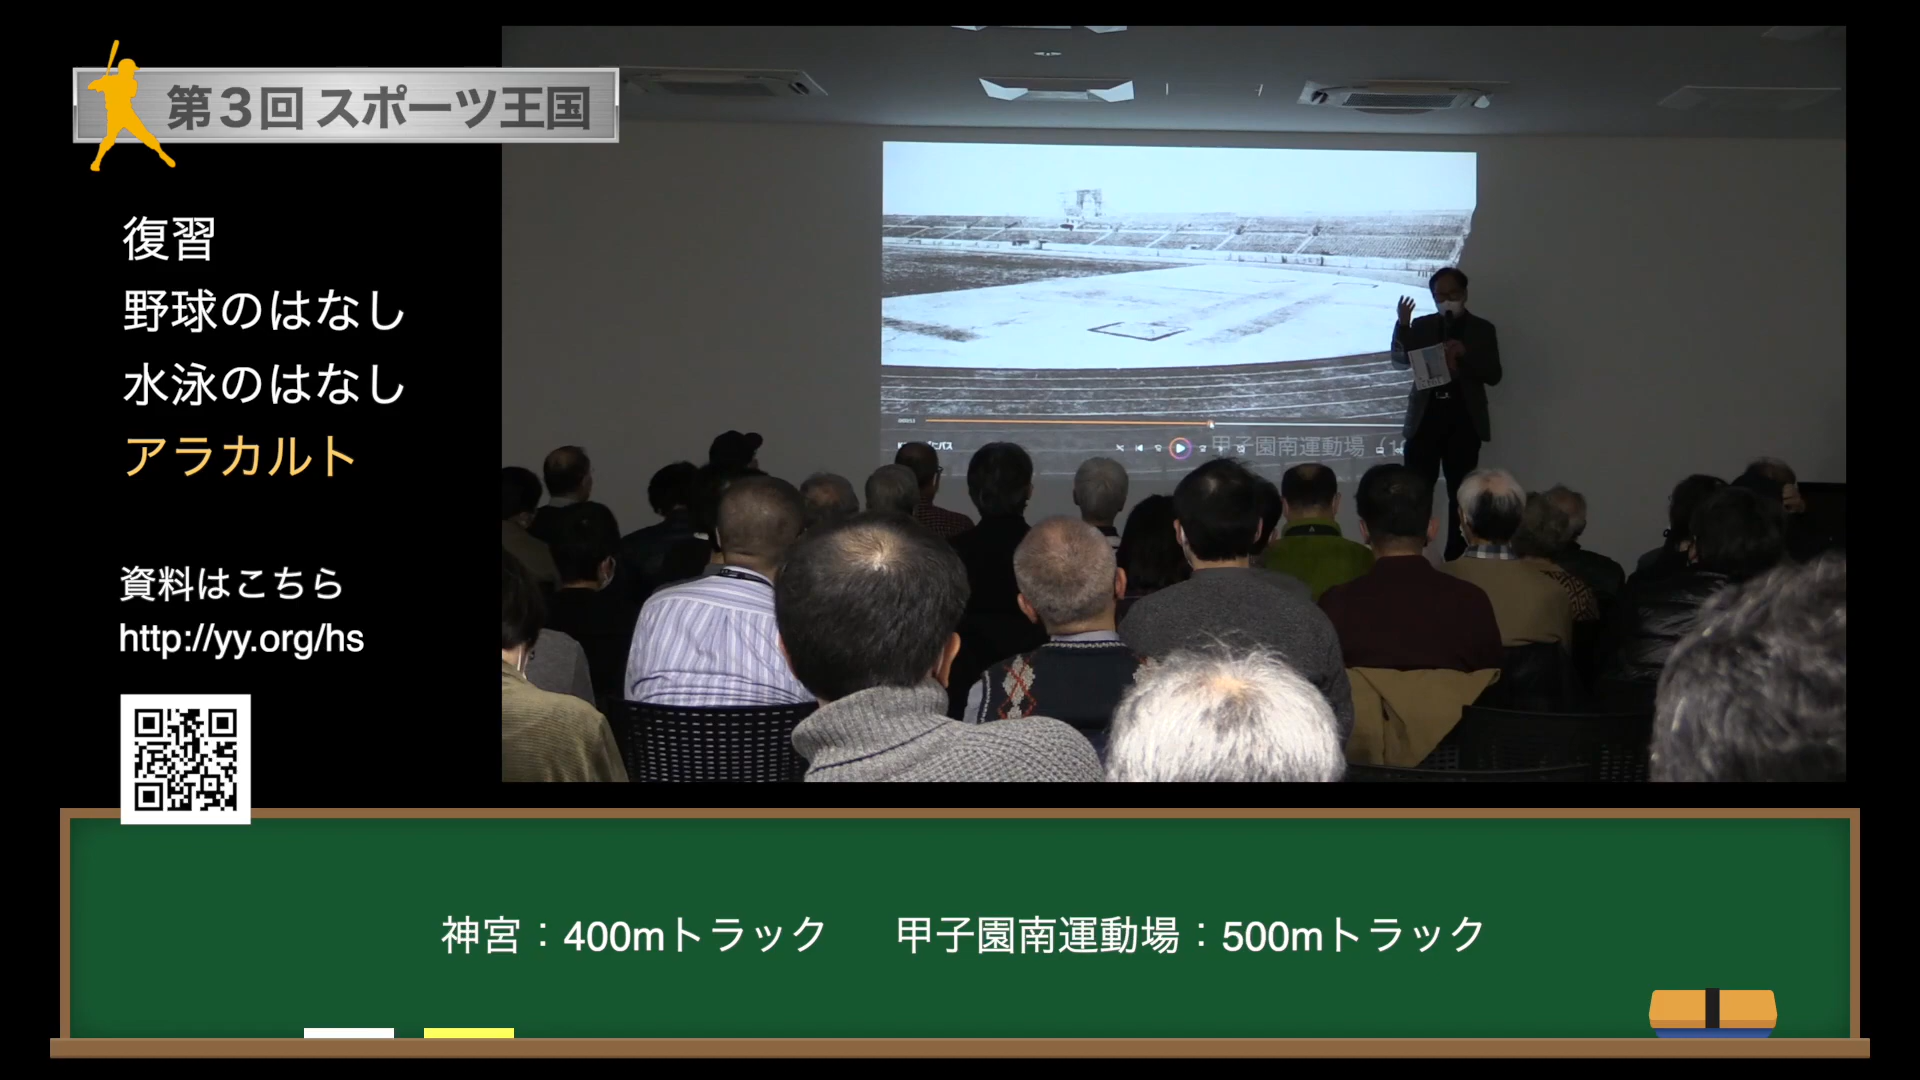 第3回 スポーツ王国
復習
野球のはなし
水泳のはなし
アラカルト
資料はこちら
http://yy.org/hs
甲子園南運動場
神宮：400mトラック 甲子園南運動場：500mトラック